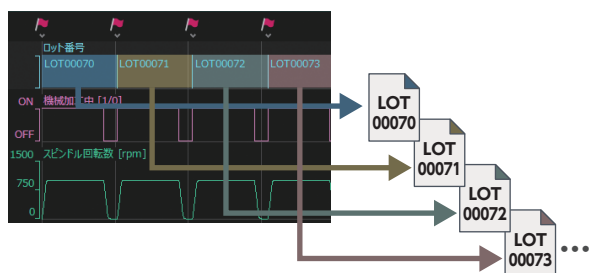 ロット番号
LOT00070
LOT00071
LOT00072
LOT00073
ON
機械加工中 [1/0]
OFF
1500
スピンドル回転数 [rpm]
750
0
LOT
00070
LOT
00071
LOT
00072
LOT
00073
•••